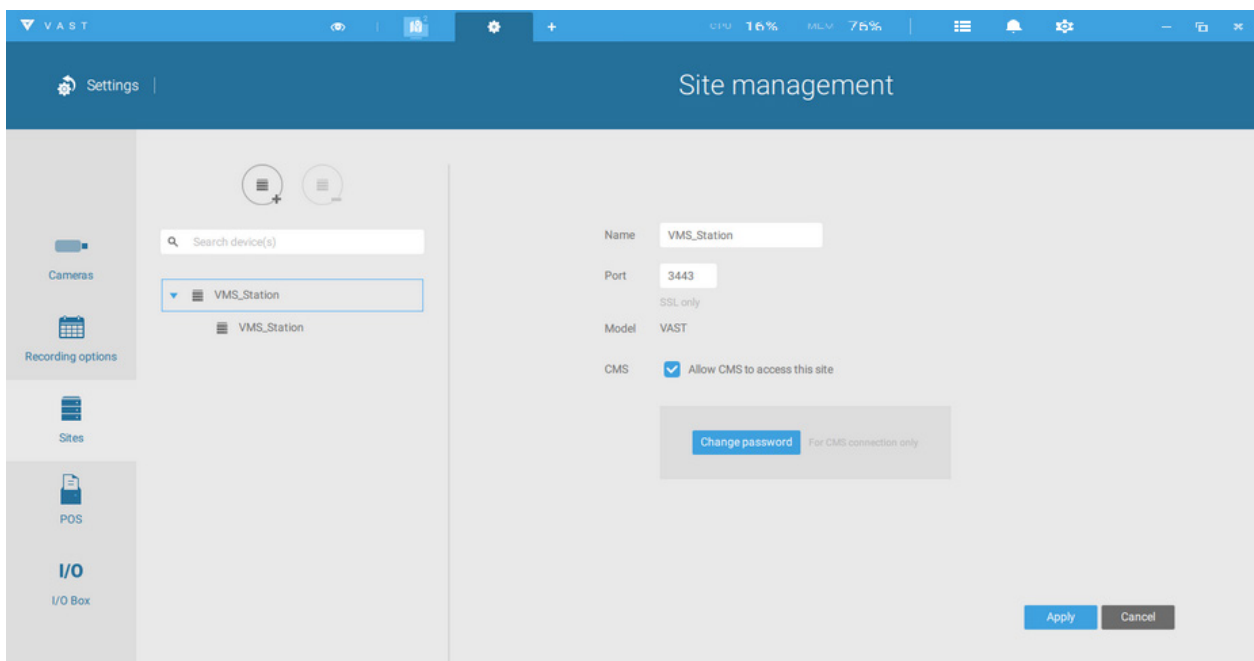 VAST
CPU 16% MEM 76%
Settings
Site management
Cameras
Recording options
Sites
POS
I/O
I/O Box
Search device(s)
VMS_Station
VMS_Station
Name VMS_Station
Port 3443
SSL only
Model VAST
CMS Allow CMS to access this site
Change password For CMS connection only
Apply Cancel